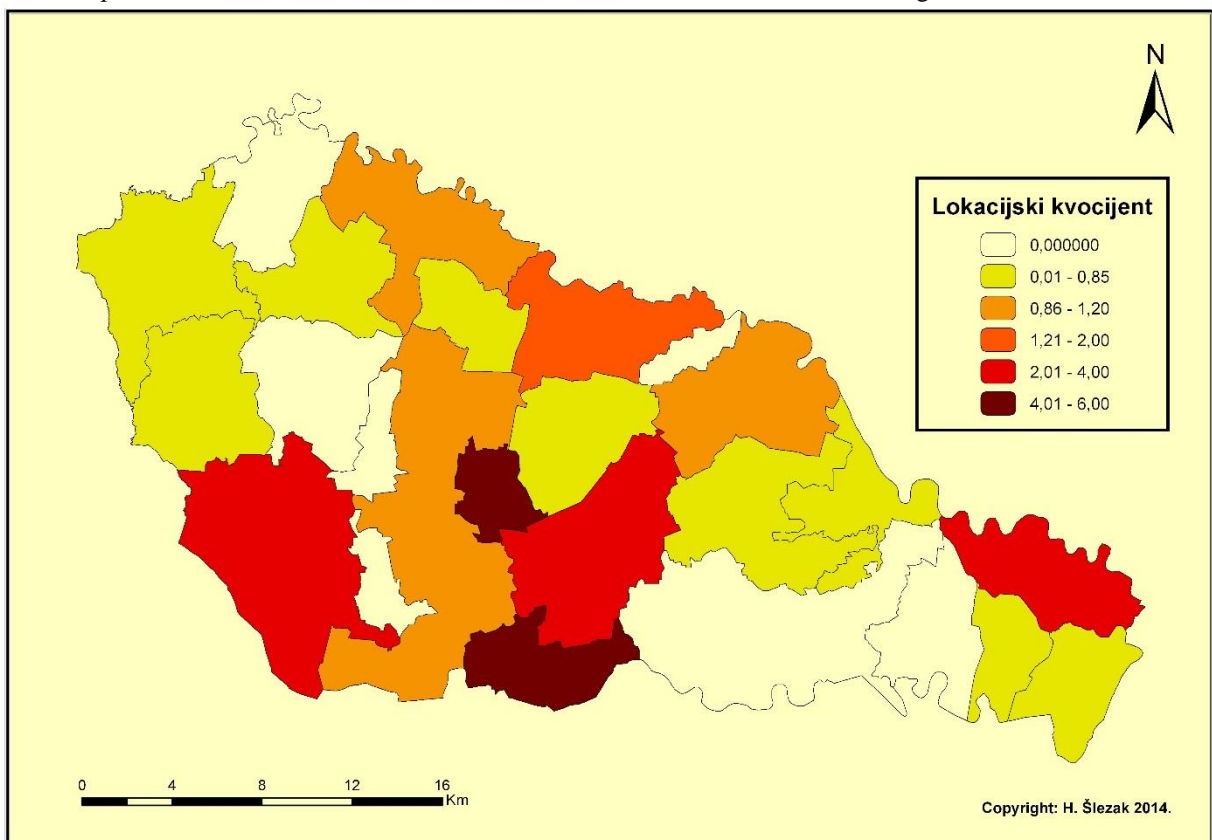 N
Lokacijski kvocijent
0,000000
0,01 - 0,85
0,86 - 1,20
1,21 - 2,00
2,01 - 4,00
4,01 - 6,00
0 4 8 12 16
Km
Copyright: H. Šlezak 2014.